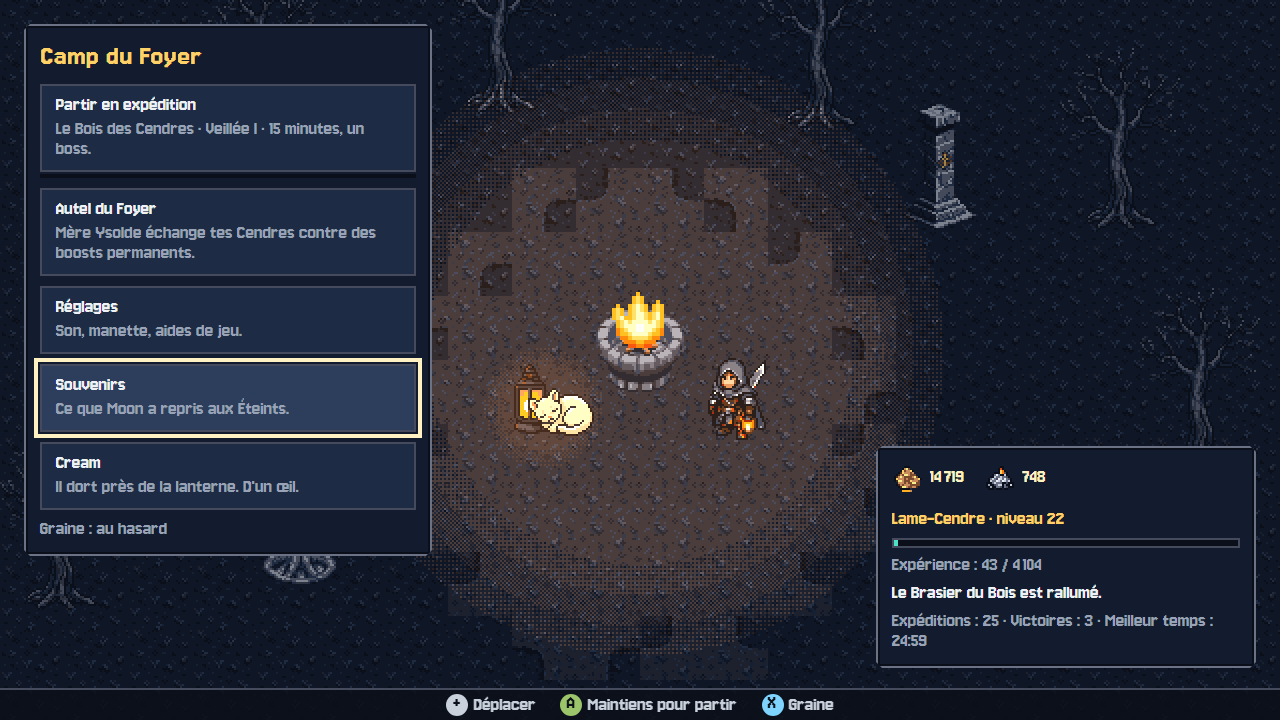 Camp du Foyer
Partir en expédition
Le Bois des Cendres · Veillée I · 15 minutes, un
boss.
Autel du Foyer
Mère Ysolde échange tes Cendres contre des
boosts permanents.
Réglages
Son, manette, aides de jeu.
Souvenirs
Ce que Moon a repris aux Éteints.
Cream
Il dort près de la lanterne. D'un œil.
Graine : au hasard
14 719 748
Lame-Cendre · niveau 22
Expérience : 43 / 4 104
Le Brasier du Bois est rallumé.
Expéditions : 25 · Victoires : 3 · Meilleur temps :
24:59
+ Déplacer A Maintiens pour partir X Graine